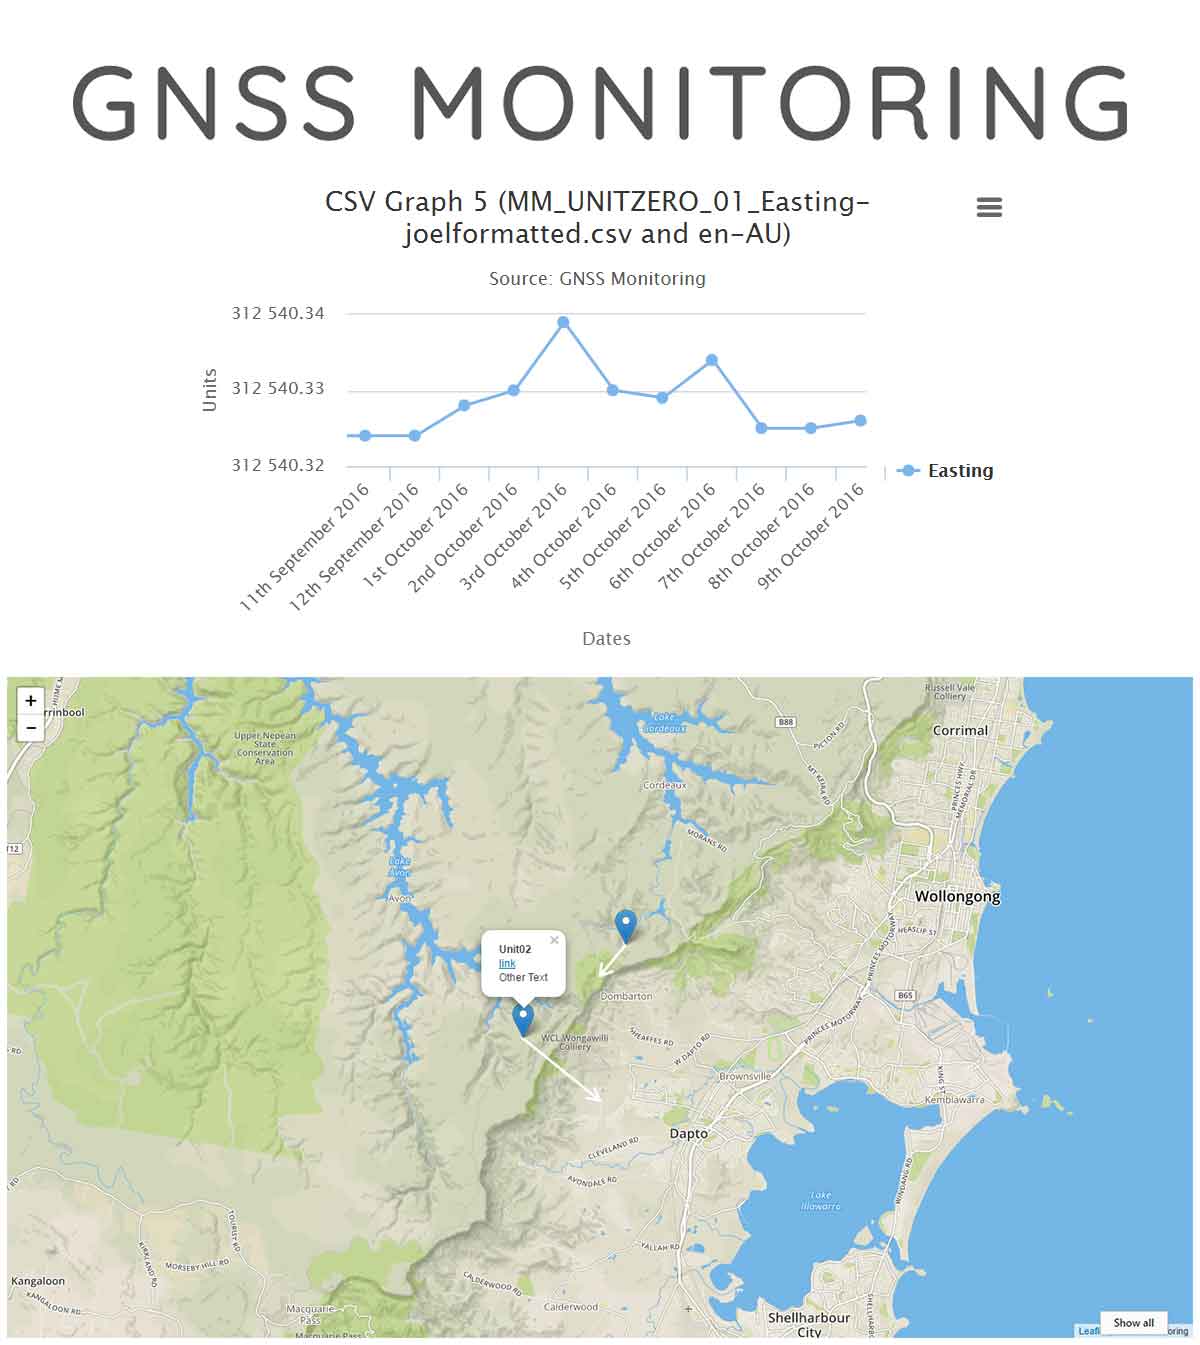 GNSS MONITORING
CSV Graph 5 (MM_UNITZERO_01_Easting-
joelformatted.csv and en-AU)
Source: GNSS Monitoring
312 540.34
312 540.33
312 540.32
Units
Easting
11th September 2016
12th September 2016
1st October 2016
2nd October 2016
3rd October 2016
4th October 2016
5th October 2016
6th October 2016
7th October 2016
8th October 2016
9th October 2016
Dates
+
−
rrinbool
HUME
Upper Nepean
State
Conservation
Area
Lake
Cordeaux
B88
PICTON RD
Russell Vale
Colliery
Corrimal
MT KEIRA RD
Cordeaux
PRINCES HWY
MEMORIAL DR
MORANS RD
T12
Lake
Avon
Avon
Wollongong
HEASLIP ST
PRINCES MOTORWAY
Unit02
×
link
Other Text
Dombarton
B65
WCL Wongawilli
Colliery
SHEAFFES RD
W DAPTO RD
PRINCES MOTORWAY
RD
Brownsville
KING ST
Kemblawarra
Dapto
CLEVELAND RD
AVONDALE RD
WINDANG RD
RD
Lake
Illawarra
TOURIST RD
KIRKLAND RD
MORSEBY HILL RD
YALLAH RD
Kangaloon
KANGALOON RD
CALDERWOOD RD
Macquarie
Pass
Calderwood
Macquarie Pass
Shellharbour
City
SHELLHARB
Show all
Leafl
oring